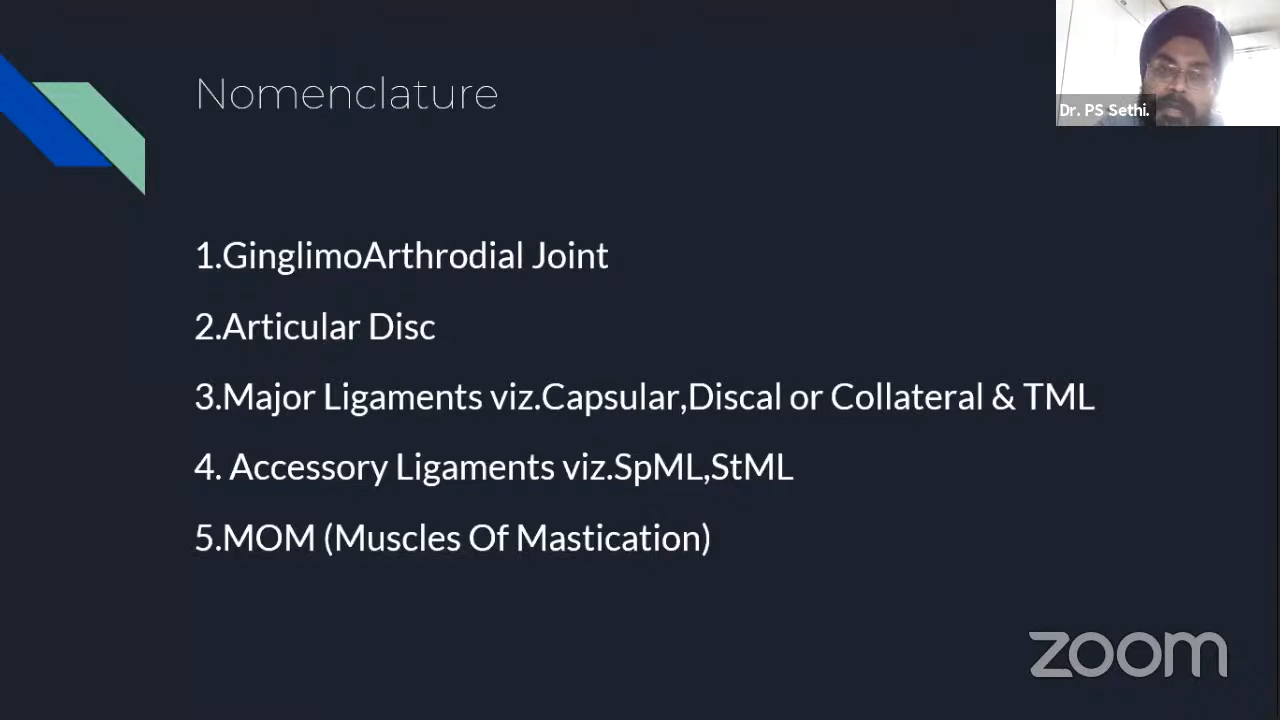 Nomenclature
Dr. PS Sethi.
1.GinglimoArthrodial Joint
2.Articular Disc
3.Major Ligaments viz.Capsular,Discal or Collateral & TML
4. Accessory Ligaments viz.SpML,StML
5.MOM (Muscles Of Mastication)
zoom